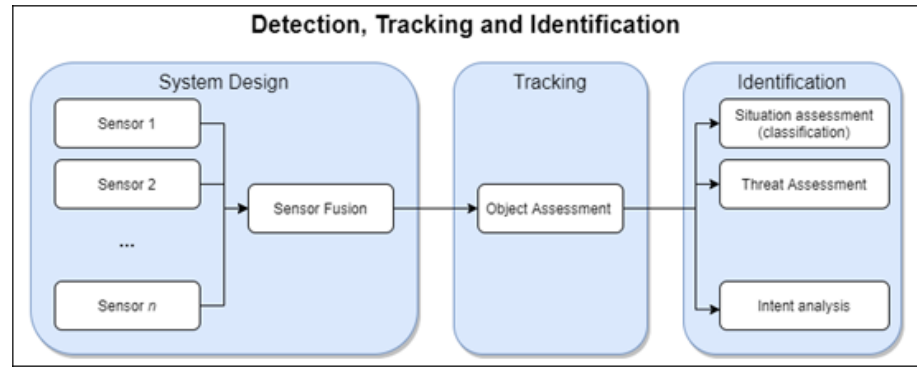 Detection, Tracking and Identification
System Design
Sensor 1
Sensor 2
...
Sensor n
Sensor Fusion
Tracking
Object Assessment
Identification
Situation assessment
(classification)
Threat Assessment
Intent analysis